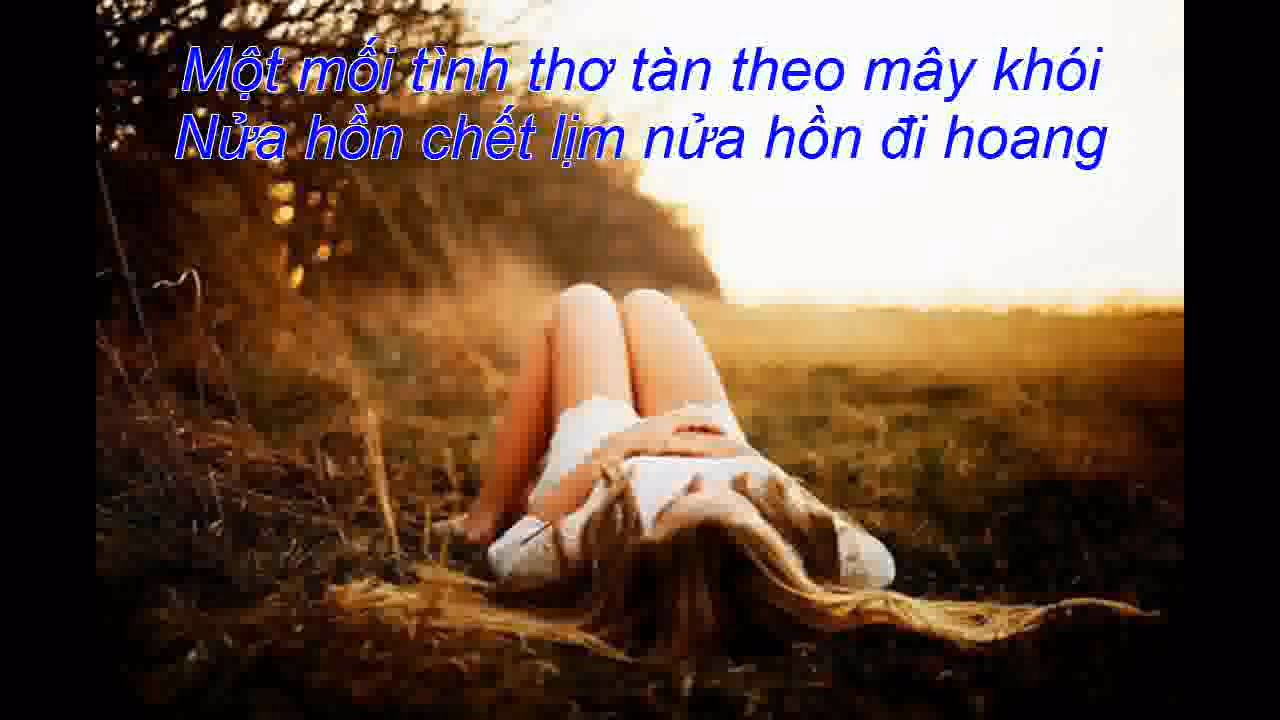 Một mối tình thơ tàn theo mây khói
Nửa hồn chết lịm nửa hồn đi hoang